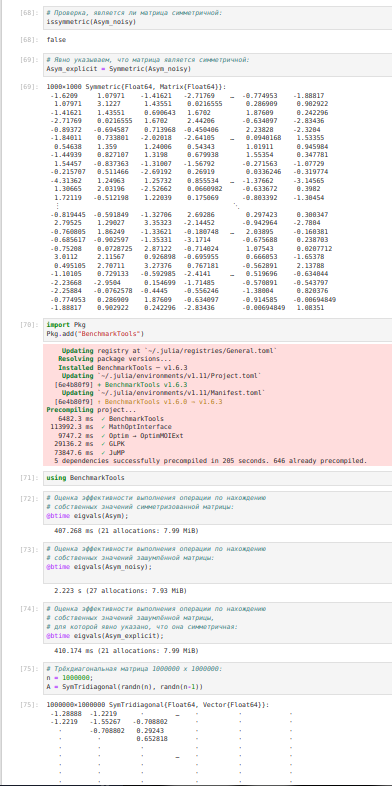 [68]: # Проверка, является ли матрица симметричной:
issymmetric(Asym_noisy)
[68]: false
[69]: # Явно указываем, что матрица является симметричной:
Asym_explicit = Symmetric(Asym_noisy)
[69]: 1000×1000 Symmetric{Float64, Matrix{Float64}}:
-1.6209 1.07971 -1.41621 -2.71769 … -0.774953 -1.88817
1.07971 3.1227 1.43551 0.0216555 0.286909 0.902922
-1.41621 1.43551 0.690643 1.6702 1.87609 0.242296
-2.71769 0.0216555 1.6702 2.44206 -0.634097 -2.83436
-0.89372 -0.694587 0.713968 -0.450406 2.23828 -2.3204
-1.84011 0.733801 -2.02018 -2.64105 … 0.0940168 1.53355
0.54638 1.359 1.24006 0.54343 1.01911 0.945984
-1.44939 0.827107 1.3198 0.679938 1.55354 0.347781
1.54457 -0.837363 -1.31007 -1.56792 -0.271563 -1.07729
-0.215707 0.511466 -2.69192 0.26919 0.0336246 -0.319774
-4.31362 1.24963 1.25732 0.855534 … -1.37662 -3.14565
1.30665 2.03196 -2.52662 0.0660982 -0.633672 0.3982
1.72119 -0.512198 1.22039 0.175069 -0.803392 -1.38454
⋮ ⋱
-0.819445 -0.591849 -1.32706 2.69286 0.297423 0.300347
2.79525 1.29027 3.35323 -2.14452 -0.942964 -2.7804
-0.760805 1.86249 -1.33621 -0.180748 … 2.03895 -0.160381
-0.685617 -0.902597 -1.31355 -3.1714 -0.675688 0.238703
-0.75208 0.0728725 2.87122 -0.714024 1.07543 -0.0207712
3.0112 2.11567 0.926898 -0.695955 0.666053 -1.65378
0.495105 2.70711 3.27376 0.767181 -0.562891 2.13788
-1.10105 0.729133 -0.592985 -2.4141 … 0.519696 -0.634044
-2.23668 -2.9504 0.154699 -1.71485 -0.570891 -0.543797
-2.25884 -0.0762578 -0.4445 -0.556246 -1.38004 0.820376
-0.774953 0.286909 1.87609 -0.634097 -0.914585 -0.00694849
-1.88817 0.902922 0.242296 -2.83436 -0.00694849 1.08351
[70]: import Pkg
Pkg.add("BenchmarkTools")
Updating registry at `~/.julia/registries/General.toml`
Resolving package versions...
Installed BenchmarkTools ─ v1.6.3
Updating `~/.julia/environments/v1.11/Project.toml`
[6e4b80f9] + BenchmarkTools v1.6.3
Updating `~/.julia/environments/v1.11/Manifest.toml`
[6e4b80f9] ↑ BenchmarkTools v1.6.0 ⇒ v1.6.3
Precompiling project...
6482.3 ms ✓ BenchmarkTools
113992.3 ms ✓ MathOptInterface
9747.2 ms ✓ Optim → OptimMOIExt
29136.2 ms ✓ GLPK
73847.6 ms ✓ JuMP
5 dependencies successfully precompiled in 205 seconds. 646 already precompiled.
[71]: using BenchmarkTools
[72]: # Оценка эффективности выполнения операции по нахождению
# собственных значений симметризованной матрицы:
@btime eigvals(Asym);
407.268 ms (21 allocations: 7.99 MiB)
[73]: # Оценка эффективности выполнения операции по нахождению
# собственных значений зашумлённой матрицы:
@btime eigvals(Asym_noisy);
2.223 s (27 allocations: 7.93 MiB)
[74]: # Оценка эффективности выполнения операции по нахождению
# собственных значений зашумлённой матрицы,
# для которой явно указано, что она симметричная:
@btime eigvals(Asym_explicit);
410.174 ms (21 allocations: 7.99 MiB)
[75]: # Трёхдиагональная матрица 1000000 x 1000000:
n = 1000000;
A = SymTridiagonal(randn(n), randn(n-1))
[75]: 1000000×1000000 SymTridiagonal{Float64, Vector{Float64}}:
-1.28888 -1.2219 ⋅ … ⋅ ⋅ ⋅
-1.2219 -1.55267 -0.708802 ⋅ ⋅ ⋅
⋅ -0.708802 0.29243 ⋅ ⋅ ⋅
⋅ ⋅ 0.652818 ⋅ ⋅ ⋅
⋅ ⋅ ⋅ ⋅ ⋅ ⋅
⋅ ⋅ ⋅ … ⋅ ⋅ ⋅
⋅ ⋅ ⋅ ⋅ ⋅ ⋅
⋅ ⋅ ⋅ ⋅ ⋅ ⋅